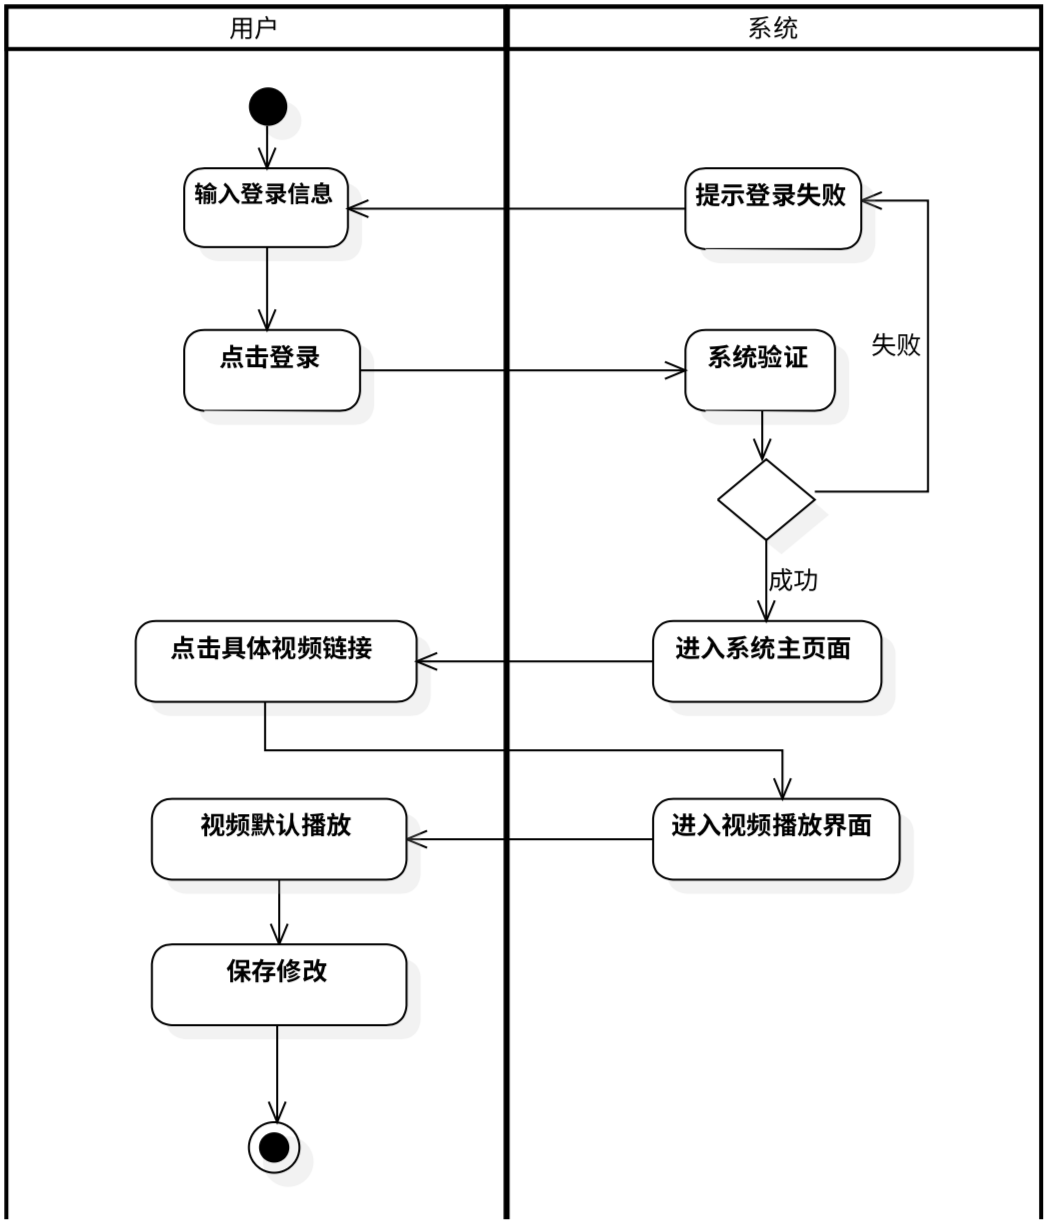 用户
系统
输入登录信息
提示登录失败
点击登录
系统验证
失败
成功
点击具体视频链接
进入系统主页面
视频默认播放
进入视频播放界面
保存修改